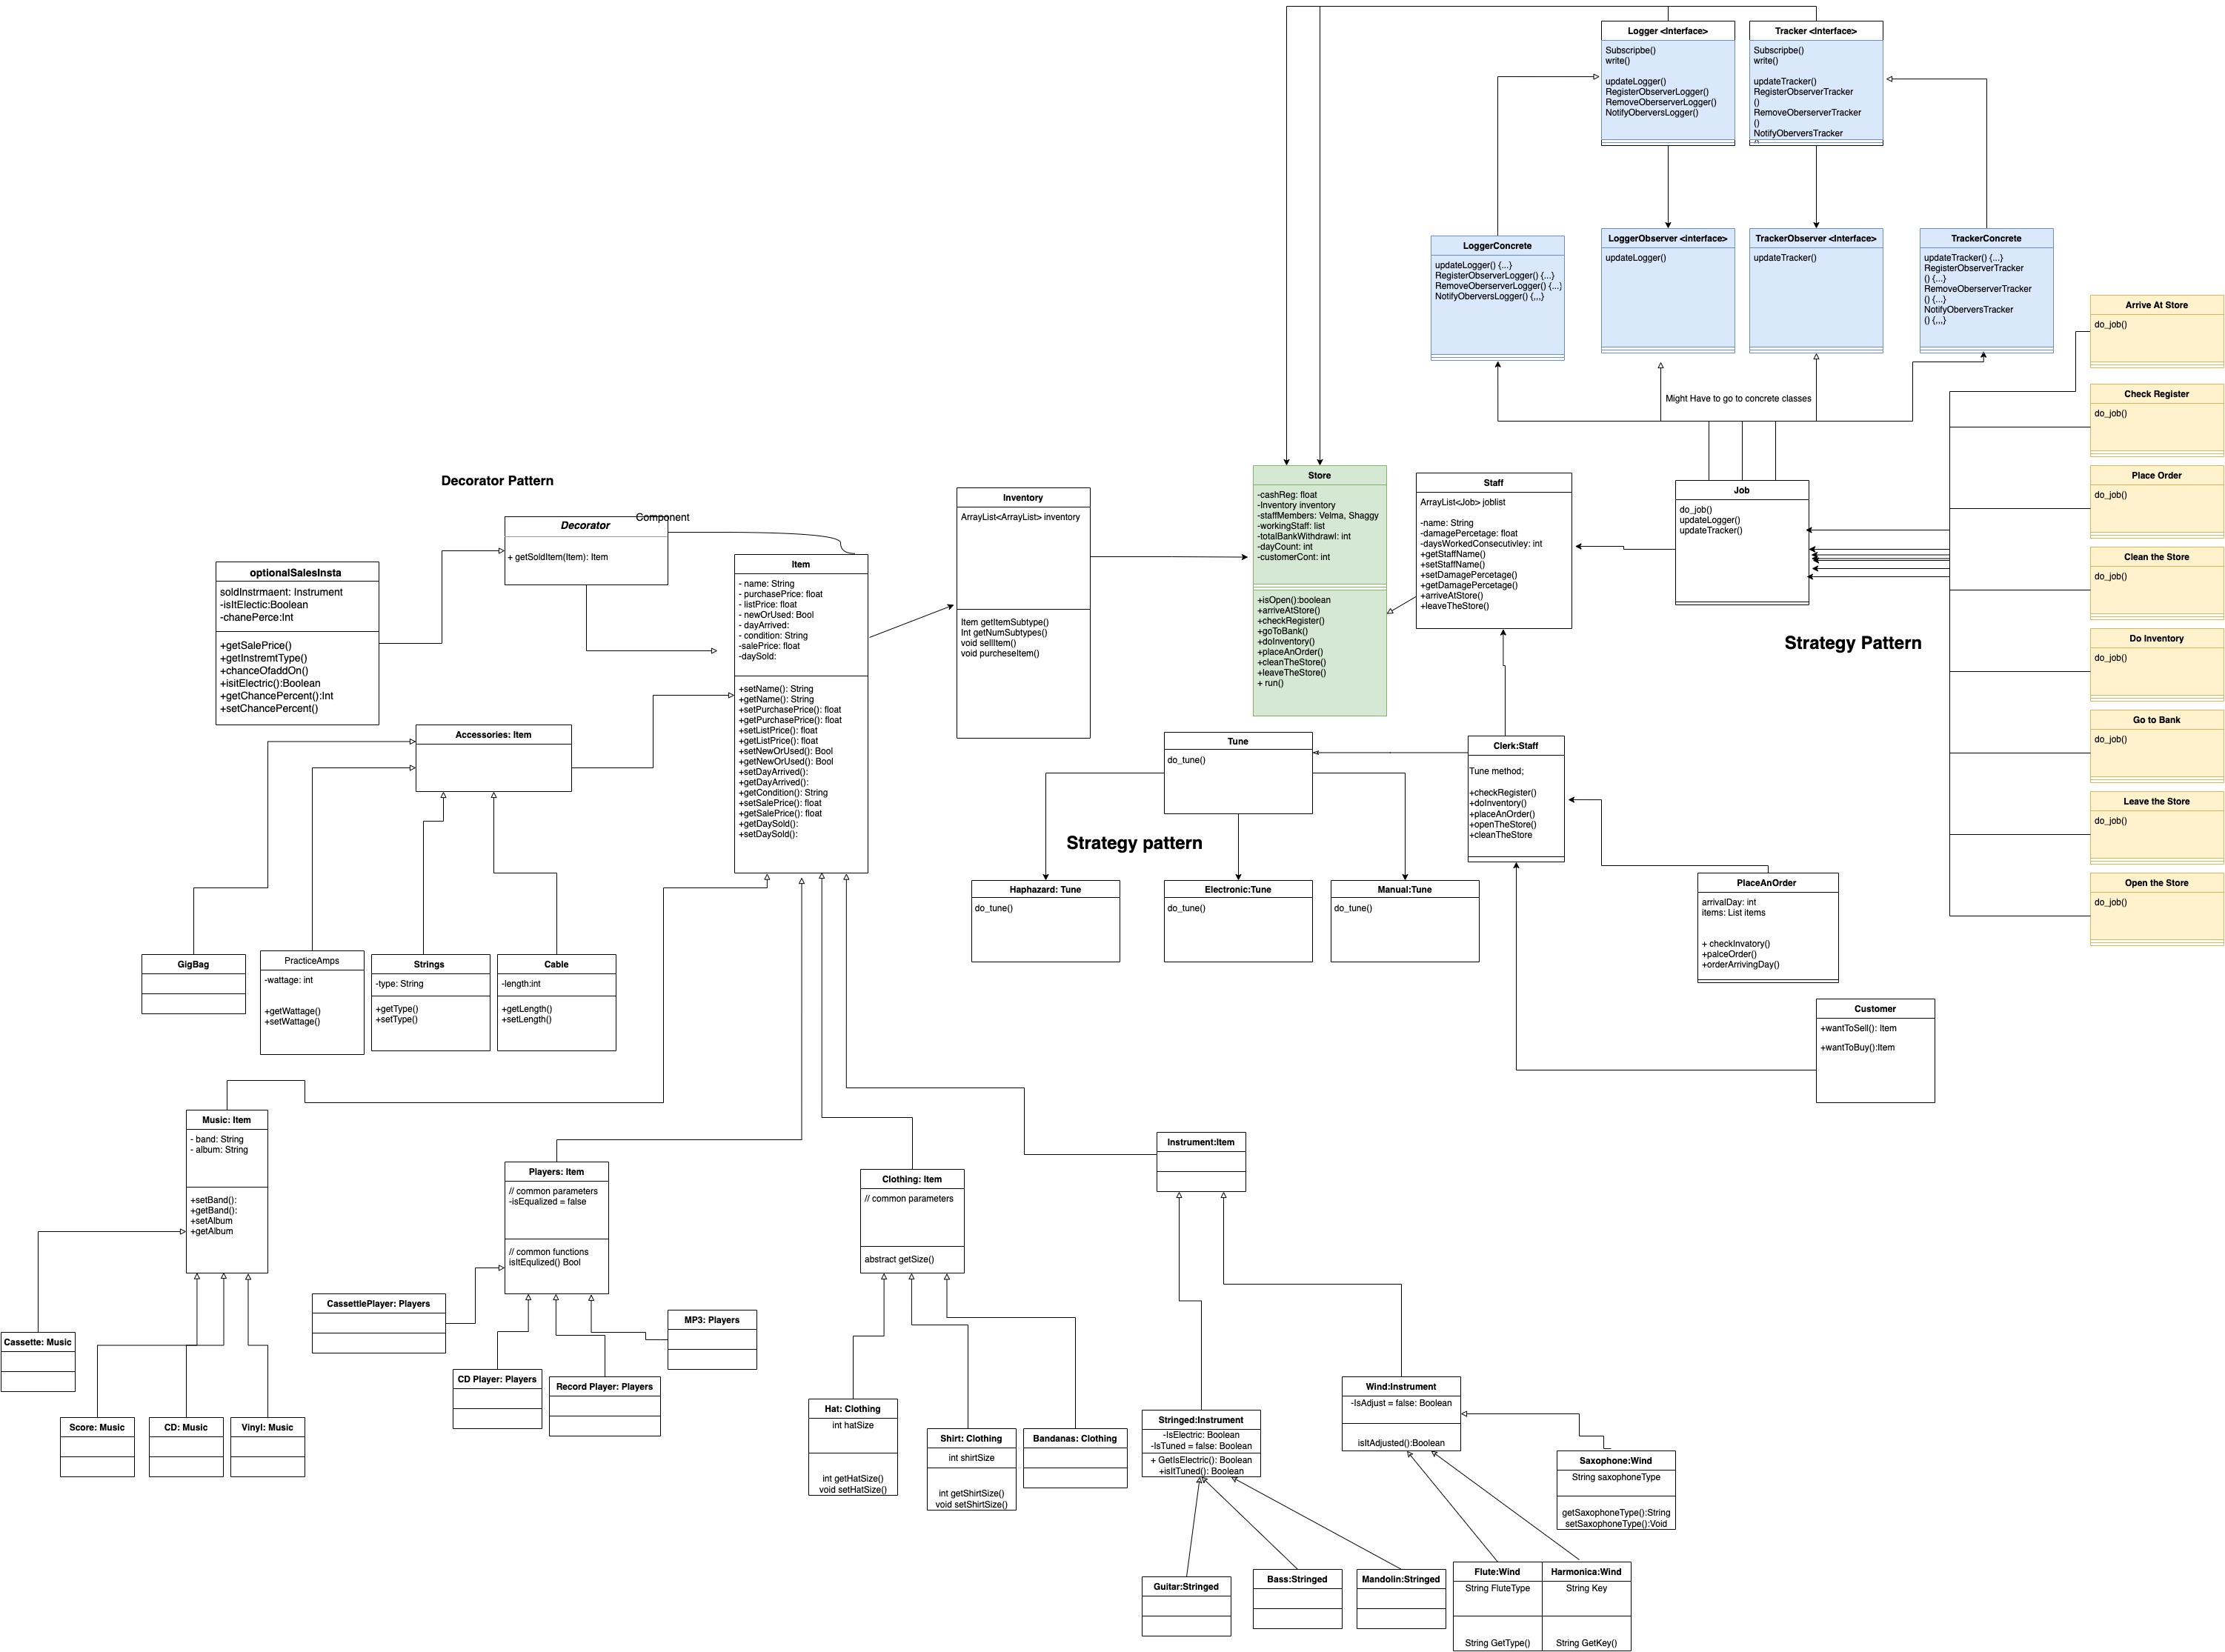 Logger <Interface>
Subscripbe()
write()
updateLogger()
RegisterObserverLogger()
RemoveOberserverLogger()
NotifyOberversLogger()
Tracker <Interface>
Subscripbe()
write()
updateTracker()
RegisterObserverTracker
()
RemoveOberserverTracker
()
NotifyOberversTracker
LoggerConcrete
updateLogger() {...}
RegisterObserverLogger() {...}
RemoveOberserverLogger() {...}
NotifyOberversLogger() {,,,}
LoggerObserver <interface>
updateLogger()
TrackerObserver <Interface>
updateTracker()
TrackerConcrete
updateTracker() {...}
RegisterObserverTracker
() {...}
RemoveOberserverTracker
() {...}
NotifyOberversTracker
() {,,,}
Arrive At Store
do_job()
Check Register
do_job()
Place Order
do_job()
Clean the Store
do_job()
Do Inventory
do_job()
Go to Bank
do_job()
Leave the Store
do_job()
Open the Store
do_job()
Might Have to go to concrete classes
Job
do_job()
updateLogger()
updateTracker()
Strategy Pattern
Staff
ArrayList<Job> joblist
-name: String
-damagePercetage: float
-daysWorkedConsecutivley: int
+getStaffName()
+setStaffName()
+setDamagePercetage()
+getDamagePercetage()
+arriveAtStore()
+leaveTheStore()
Store
-cashReg: float
-Inventory inventory
-staffMembers: Velma, Shaggy
-workingStaff: list
-totalBankWithdrawl: int
-dayCount: int
-customerCont: int
+isOpen():boolean
+arriveAtStore()
+checkRegister()
+goToBank()
+doInventory()
+placeAnOrder()
+cleanTheStore()
+leaveTheStore()
+ run()
Inventory
ArrayList<ArrayList> inventory
Item getItemSubtype()
Int getNumSubtypes()
void sellItem()
void purcheseItem()
Decorator Pattern
Decorator
+ getSoldItem(Item): Item
Component
optionalSalesInsta
soldInstrmaent: Instrument
-isItElectic:Boolean
-chanePerce:Int
+getSalePrice()
+getInstremtType()
+chanceOfaddOn()
+isitElectric():Boolean
+getChancePercent():Int
+setChancePercent()
Item
- name: String
- purchasePrice: float
- listPrice: float
- newOrUsed: Bool
- dayArrived:
- condition: String
-salePrice: float
-daySold:
+setName(): String
+getName(): String
+setPurchasePrice(): float
+getPurchasePrice(): float
+setListPrice(): float
+getListPrice(): float
+setNewOrUsed(): Bool
+getNewOrUsed(): Bool
+setDayArrived():
+getDayArrived():
+getCondition(): String
+setSalePrice(): float
+getSalePrice(): float
+getDaySold():
+setDaySold():
Accessories: Item
Tune
do_tune()
Strategy pattern
Haphazard: Tune
do_tune()
Electronic:Tune
do_tune()
Manual:Tune
do_tune()
Clerk:Staff
Tune method;
+checkRegister()
+doInventory()
+placeAnOrder()
+openTheStore()
+cleanTheStore
PlaceAnOrder
arrivalDay: int
items: List items
+ checkInvatory()
+palceOrder()
+orderArrivingDay()
Customer
+wantToSell(): Item
+wantToBuy():Item
GigBag
PracticeAmps
-wattage: int
+getWattage()
+setWattage()
Strings
-type: String
+getType()
+setType()
Cable
-length:int
+getLength()
+setLength()
Music: Item
- band: String
- album: String
+setBand():
+getBand():
+setAlbum
+getAlbum
Cassette: Music
Score: Music
CD: Music
Vinyl: Music
Players: Item
// common parameters
-isEqualized = false
// common functions
isItEqulized() Bool
CassettlePlayer: Players
CD Player: Players
Record Player: Players
MP3: Players
Clothing: Item
// common parameters
abstract getSize()
Hat: Clothing
int hatSize
int getHatSize()
void setHatSize()
Shirt: Clothing
int shirtSize
int getShirtSize()
void setShirtSize()
Bandanas: Clothing
Instrument:Item
Stringed:Instrument
-IsElectric: Boolean
-IsTuned = false: Boolean
+ GetIsElectric(): Boolean
+isItTuned(): Boolean
Wind:Instrument
-IsAdjust = false: Boolean
isItAdjusted():Boolean
Saxophone:Wind
String saxophoneType
getSaxophoneType():String
setSaxophoneType():Void
Guitar:Stringed
Bass:Stringed
Mandolin:Stringed
Flute:Wind
String FluteType
String GetType()
Harmonica:Wind
String Key
String GetKey()